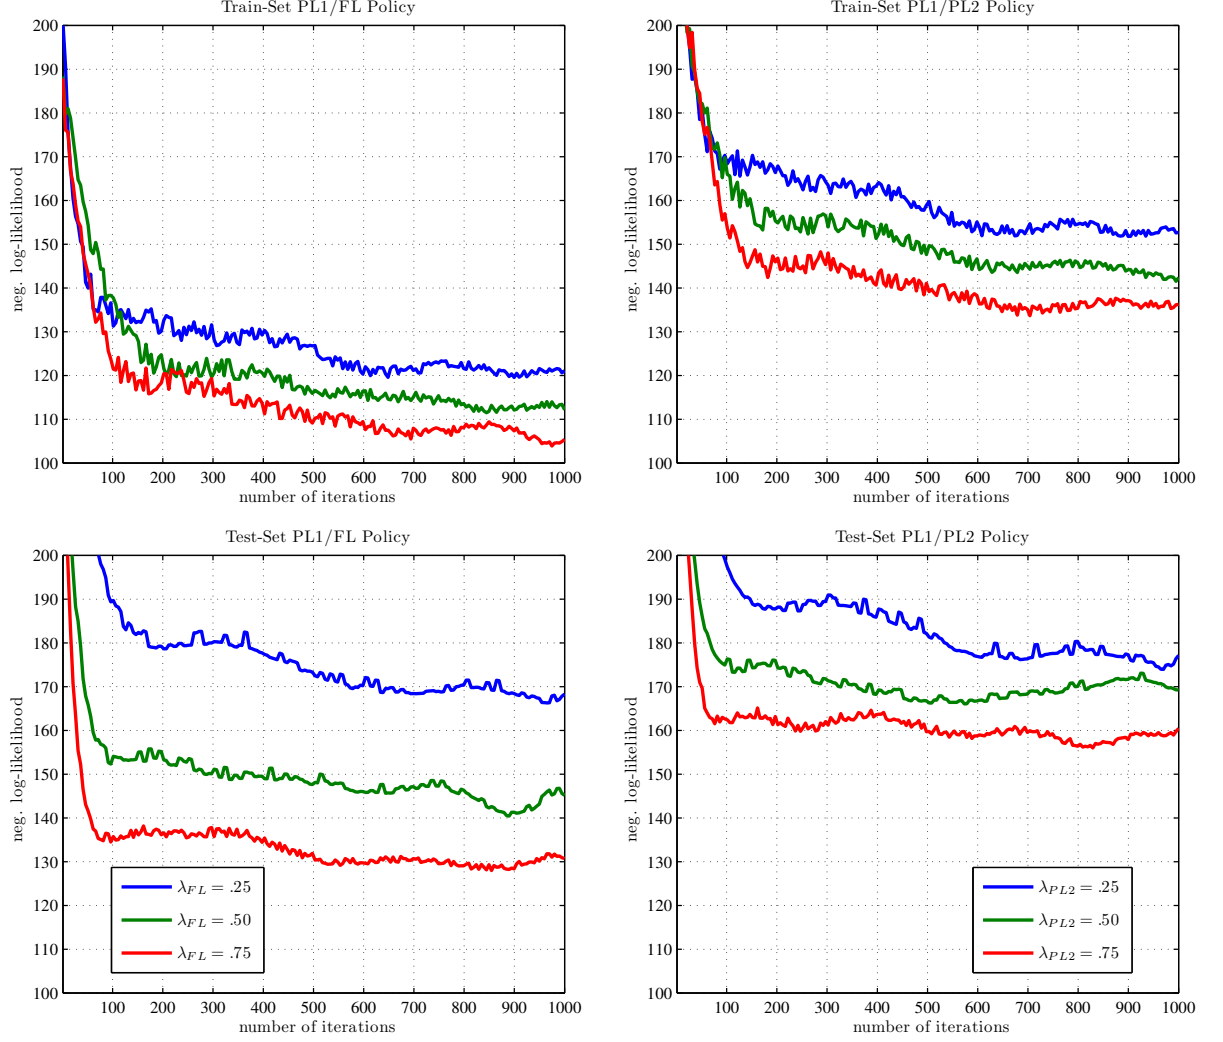 Train-Set PL1/FL Policy
200
190
180
170
160
150
140
130
120
110
100
neg. log-likelihood
100 200 300 400 500 600 700 800 900 1000
number of iterations
Train-Set PL1/PL2 Policy
200
190
180
170
160
150
140
130
120
110
100
neg. log-likelihood
100 200 300 400 500 600 700 800 900 1000
number of iterations
Test-Set PL1/FL Policy
200
190
180
170
160
150
140
130
120
110
100
neg. log-likelihood
λFL = .25
λFL = .50
λFL = .75
100 200 300 400 500 600 700 800 900 1000
number of iterations
Test-Set PL1/PL2 Policy
200
190
180
170
160
150
140
130
120
110
100
neg. log-likelihood
λPL2 = .25
λPL2 = .50
λPL2 = .75
100 200 300 400 500 600 700 800 900 1000
number of iterations